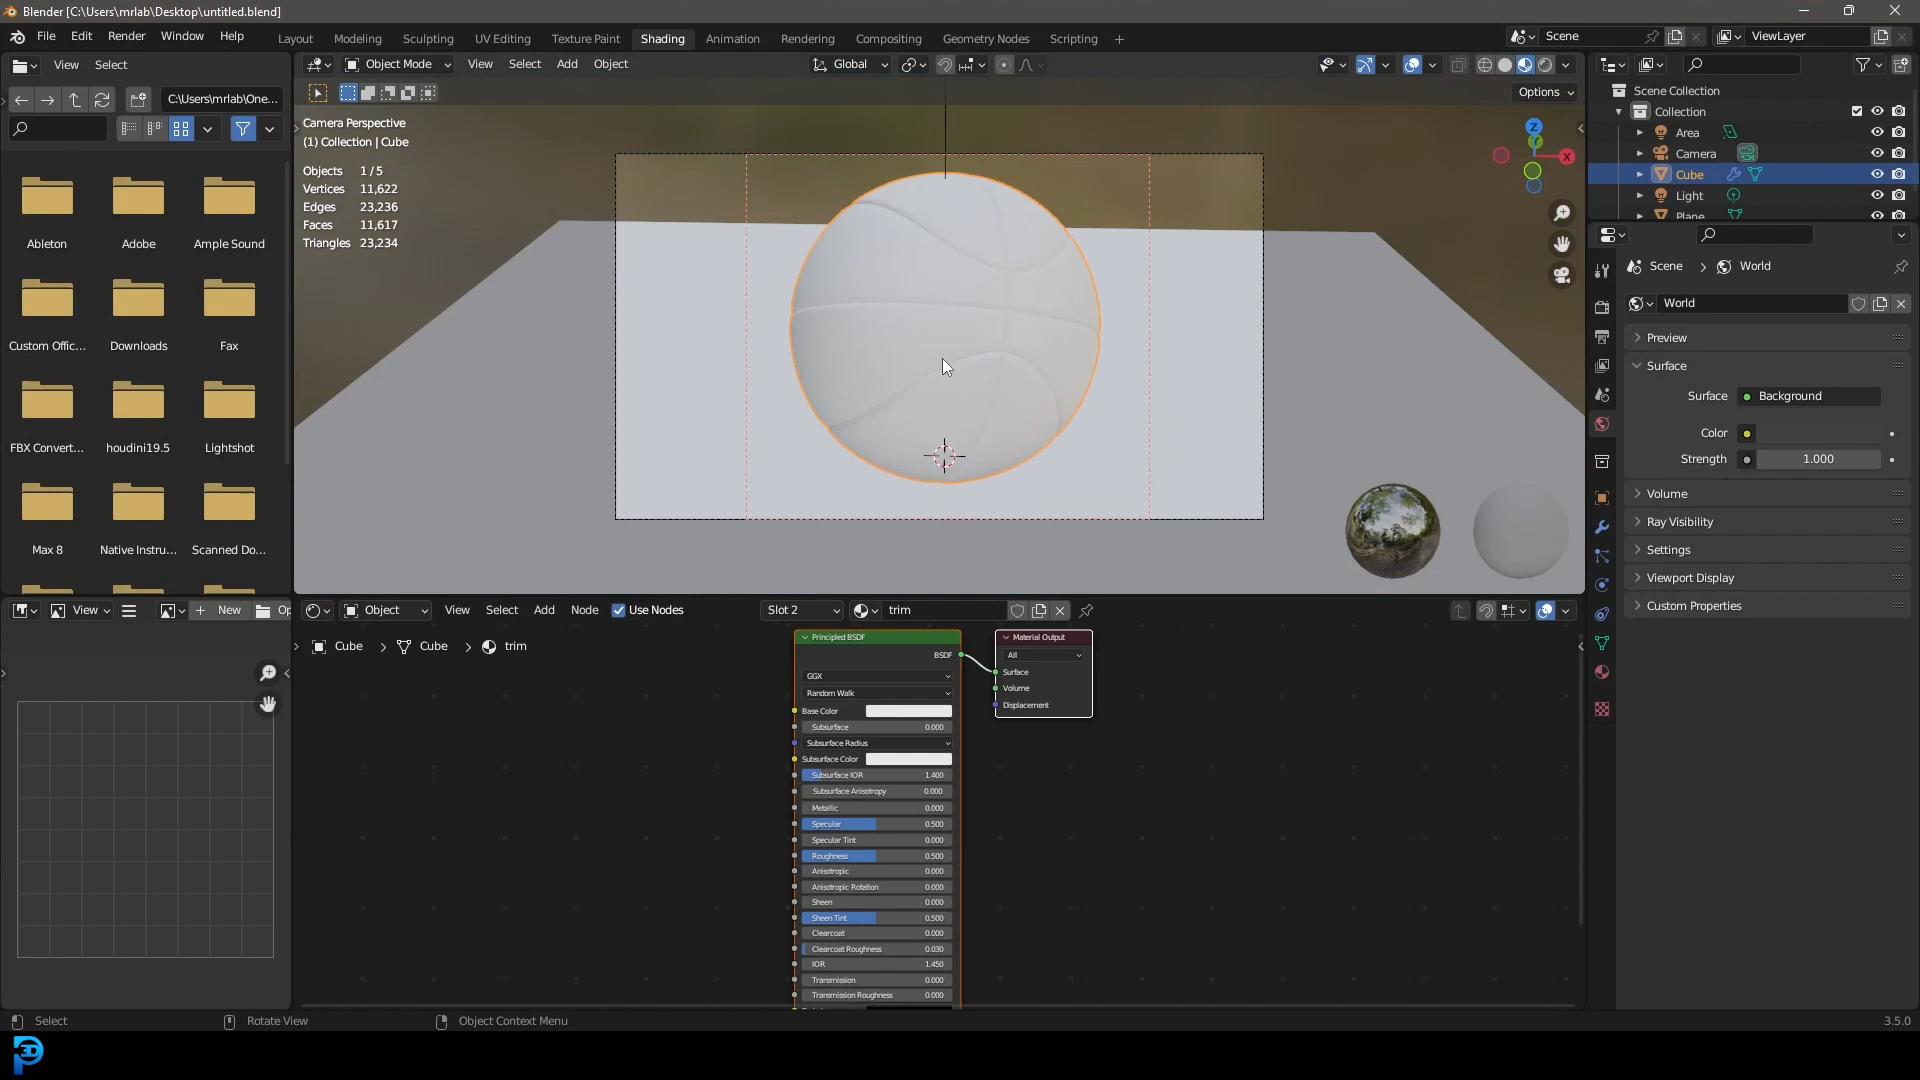 Blender [C:\Users\mrlab\Desktop\untitled.blend]
File Edit Render Window Help Layout Modeling Sculpting UV Editing Texture Paint Shading Animation Rendering Compositing Geometry Nodes Scripting + Scene ViewLayer
View Select Object Mode View Select Add Object Global
C:\Users\mrlab\One... Options
Ableton Adobe Ample Sound
Custom Offic... Downloads Fax
FBX Convert... houdini19.5 Lightshot
Max 8 Native Instru... Scanned Do...
Camera Perspective
(1) Collection | Cube
Objects 1/5
Vertices 11,622
Edges 23,236
Faces 11,617
Triangles 23,234
Z
Y
X
Scene Collection
Collection
Area
Camera
Cube
Light
Plane
Scene > World
World
Preview
Surface
Surface Background
Color
Strength 1.000
Volume
Ray Visibility
Settings
Viewport Display
Custom Properties
View + New Op
Object View Select Add Node Use Nodes Slot 2 trim
Cube > Cube > trim
Principled BSDF
BSDF
GGX
Random Walk
Base Color
Subsurface 0.000
Subsurface Radius
Subsurface Color
Subsurface IOR 1.400
Subsurface Anisotropy 0.000
Metallic 0.000
Specular 0.500
Specular Tint 0.000
Roughness 0.500
Anisotropic 0.000
Anisotropic Rotation 0.000
Sheen 0.000
Sheen Tint 0.500
Clearcoat 0.000
Clearcoat Roughness 0.030
IOR 1.450
Transmission 0.000
Transmission Roughness 0.000
Material Output
All
Surface
Volume
Displacement
Select Rotate View Object Context Menu 3.5.0